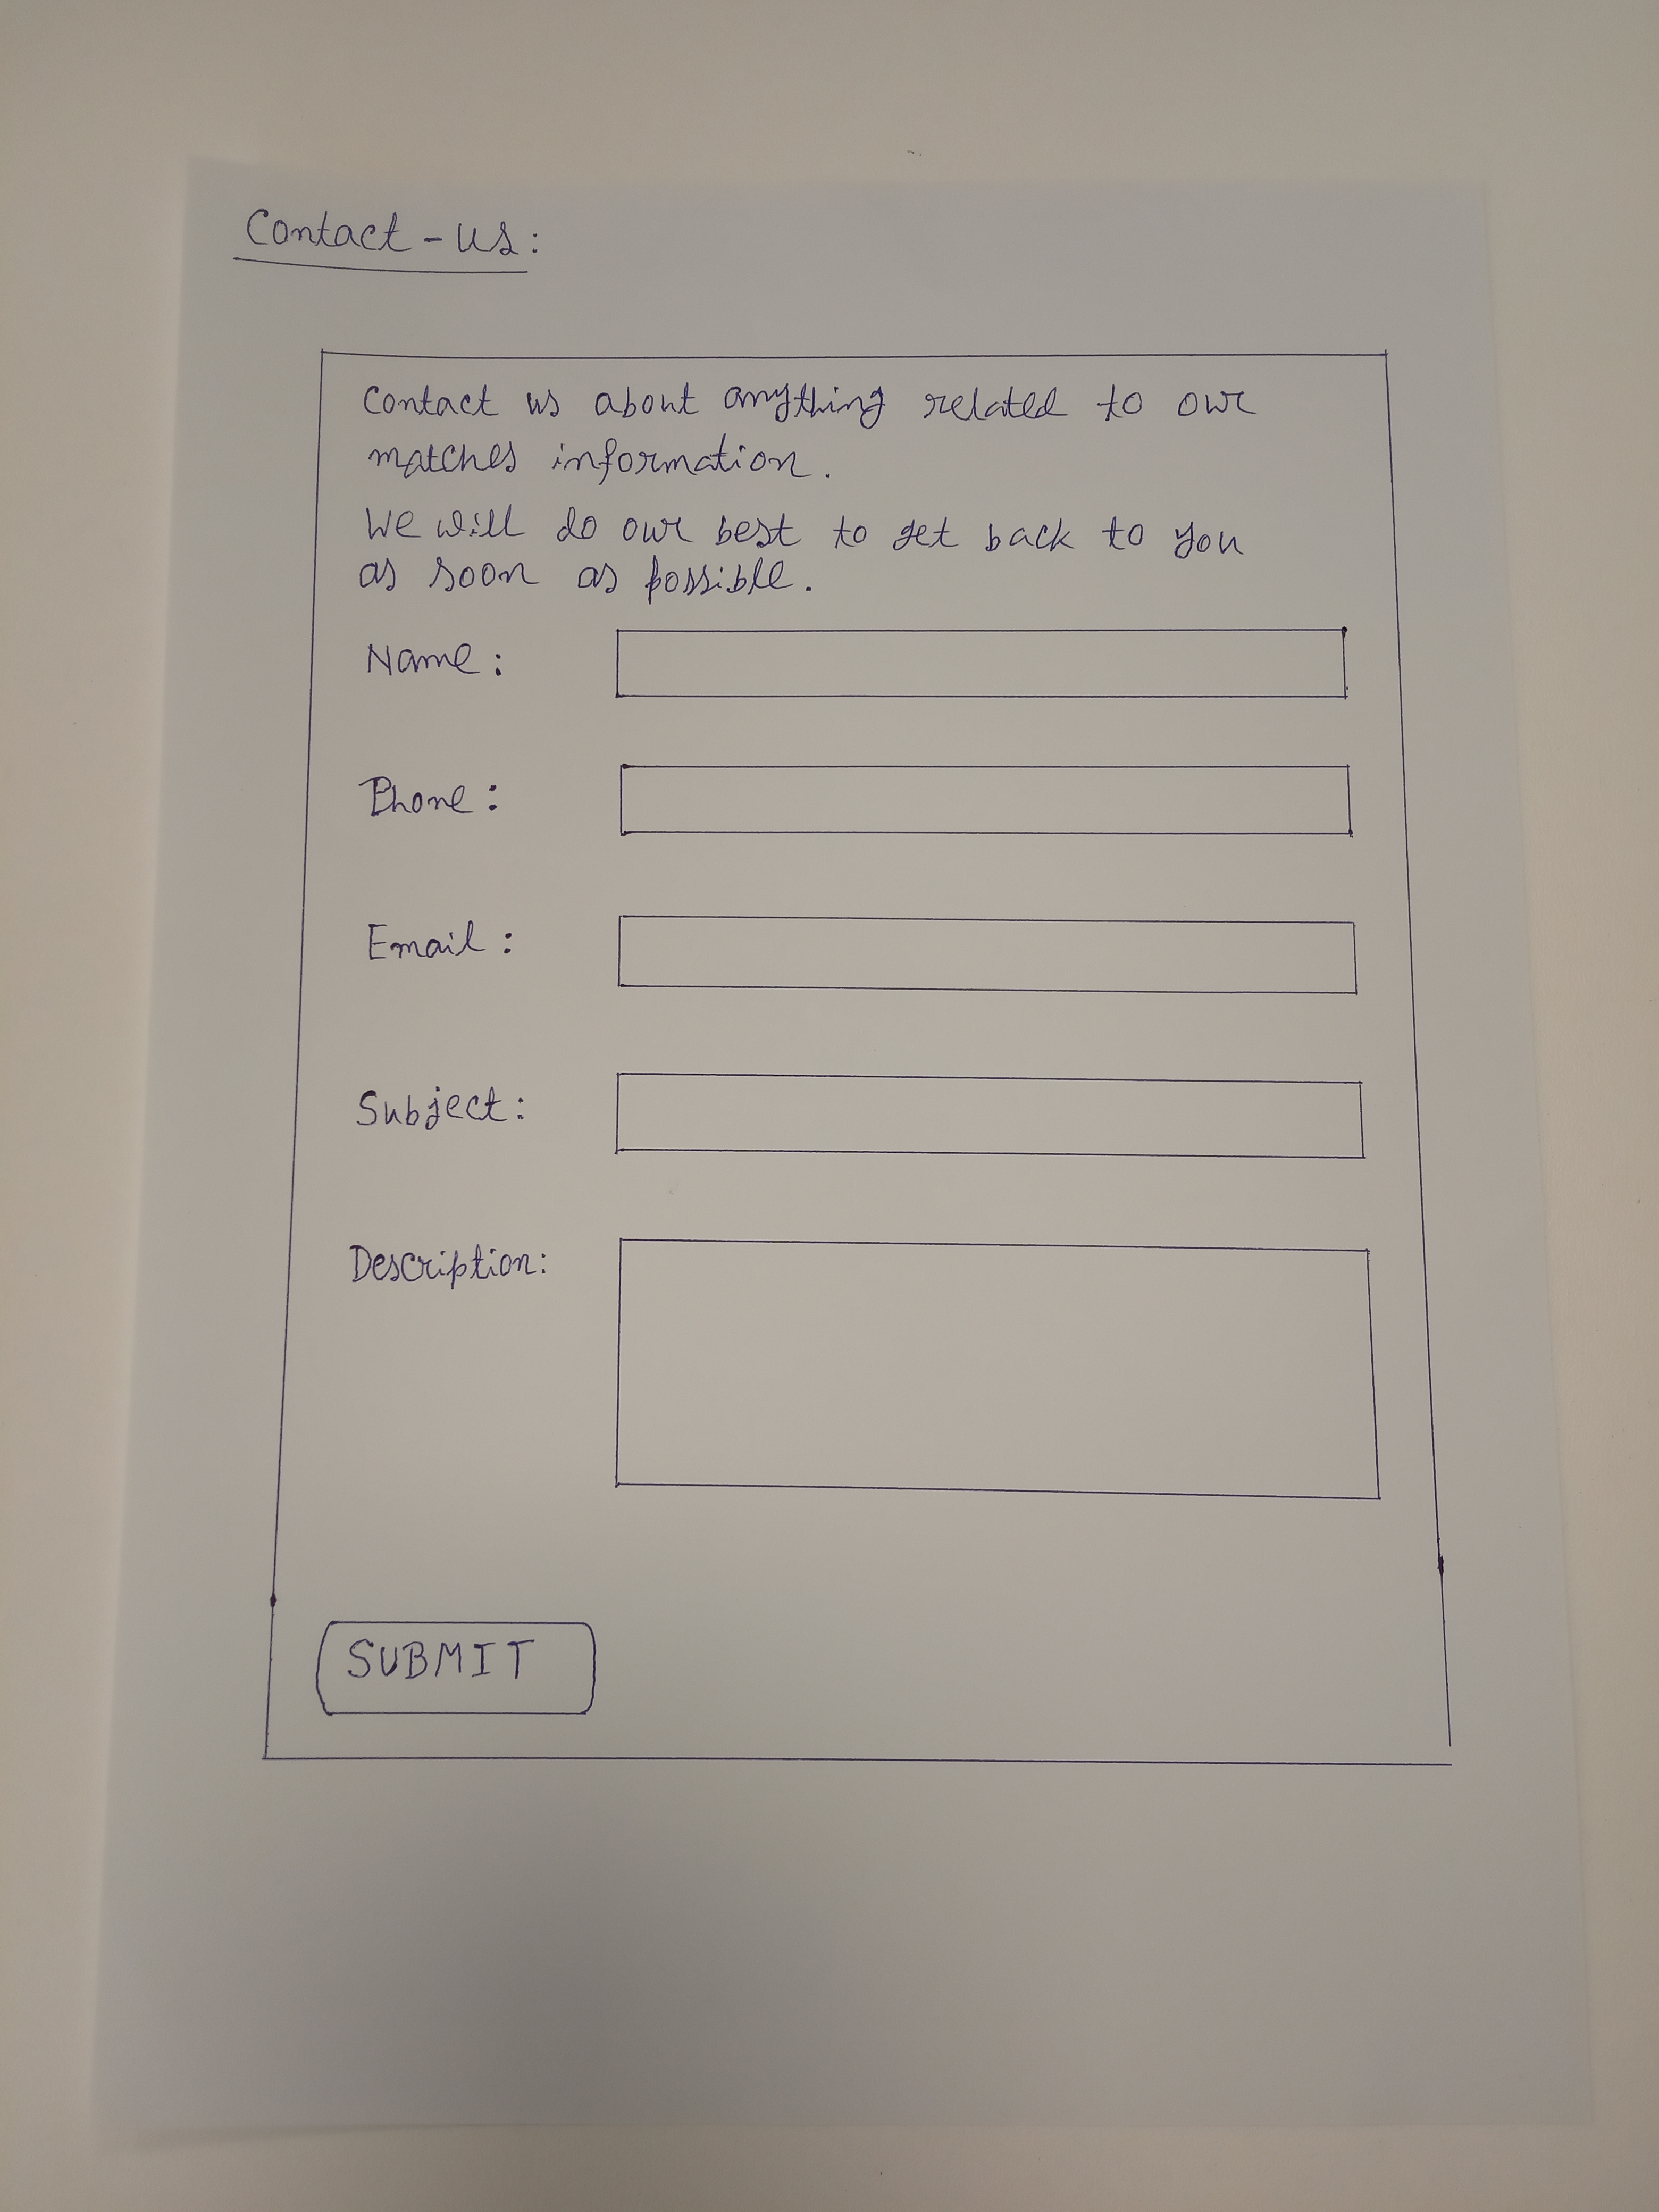 Contact - us:
Contact us about anything related to our
matches information.
We will do our best to get back to you
as soon as possible.
Name:
Phone:
Email:
Subject:
Description:
SUBMIT